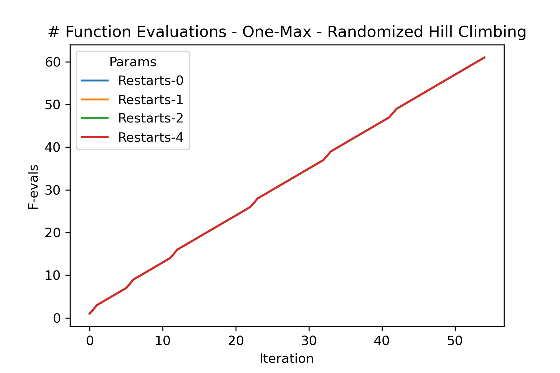 # Function Evaluations - One-Max - Randomized Hill Climbing
Params
Restarts-0
Restarts-1
Restarts-2
Restarts-4
60
50
40
30
20
10
0
F-evals
0 10 20 30 40 50
Iteration